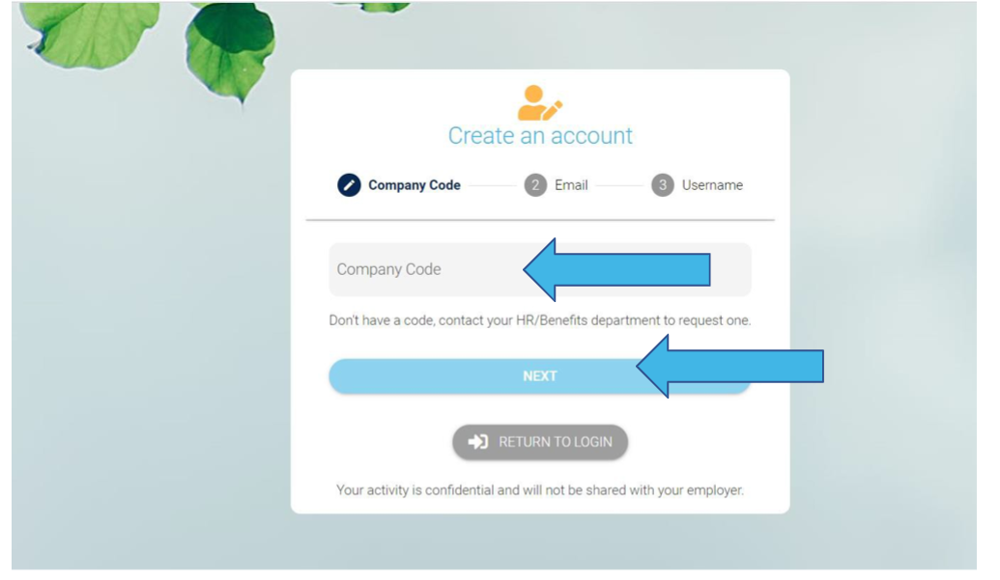 Create an account
Company Code 2 Email 3 Username
Company Code
Don't have a code, contact your HR/Benefits department to request one.
NEXT
RETURN TO LOGIN
Your activity is confidential and will not be shared with your employer.